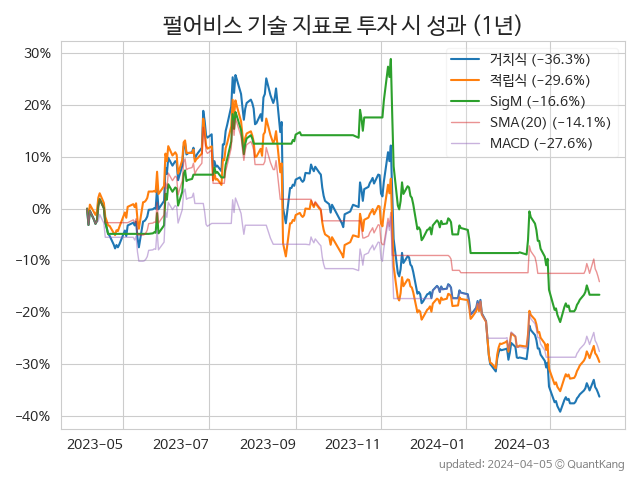 펄어비스 기술 지표로 투자 시 성과 (1년)
30%
20%
10%
0%
−10%
−20%
−30%
−40%
거치식 (−36.3%)
적립식 (−29.6%)
SigM (−16.6%)
SMA(20) (−14.1%)
MACD (−27.6%)
2023-05 2023-07 2023-09 2023-11 2024-01 2024-03
updated: 2024-04-05 © QuantKang